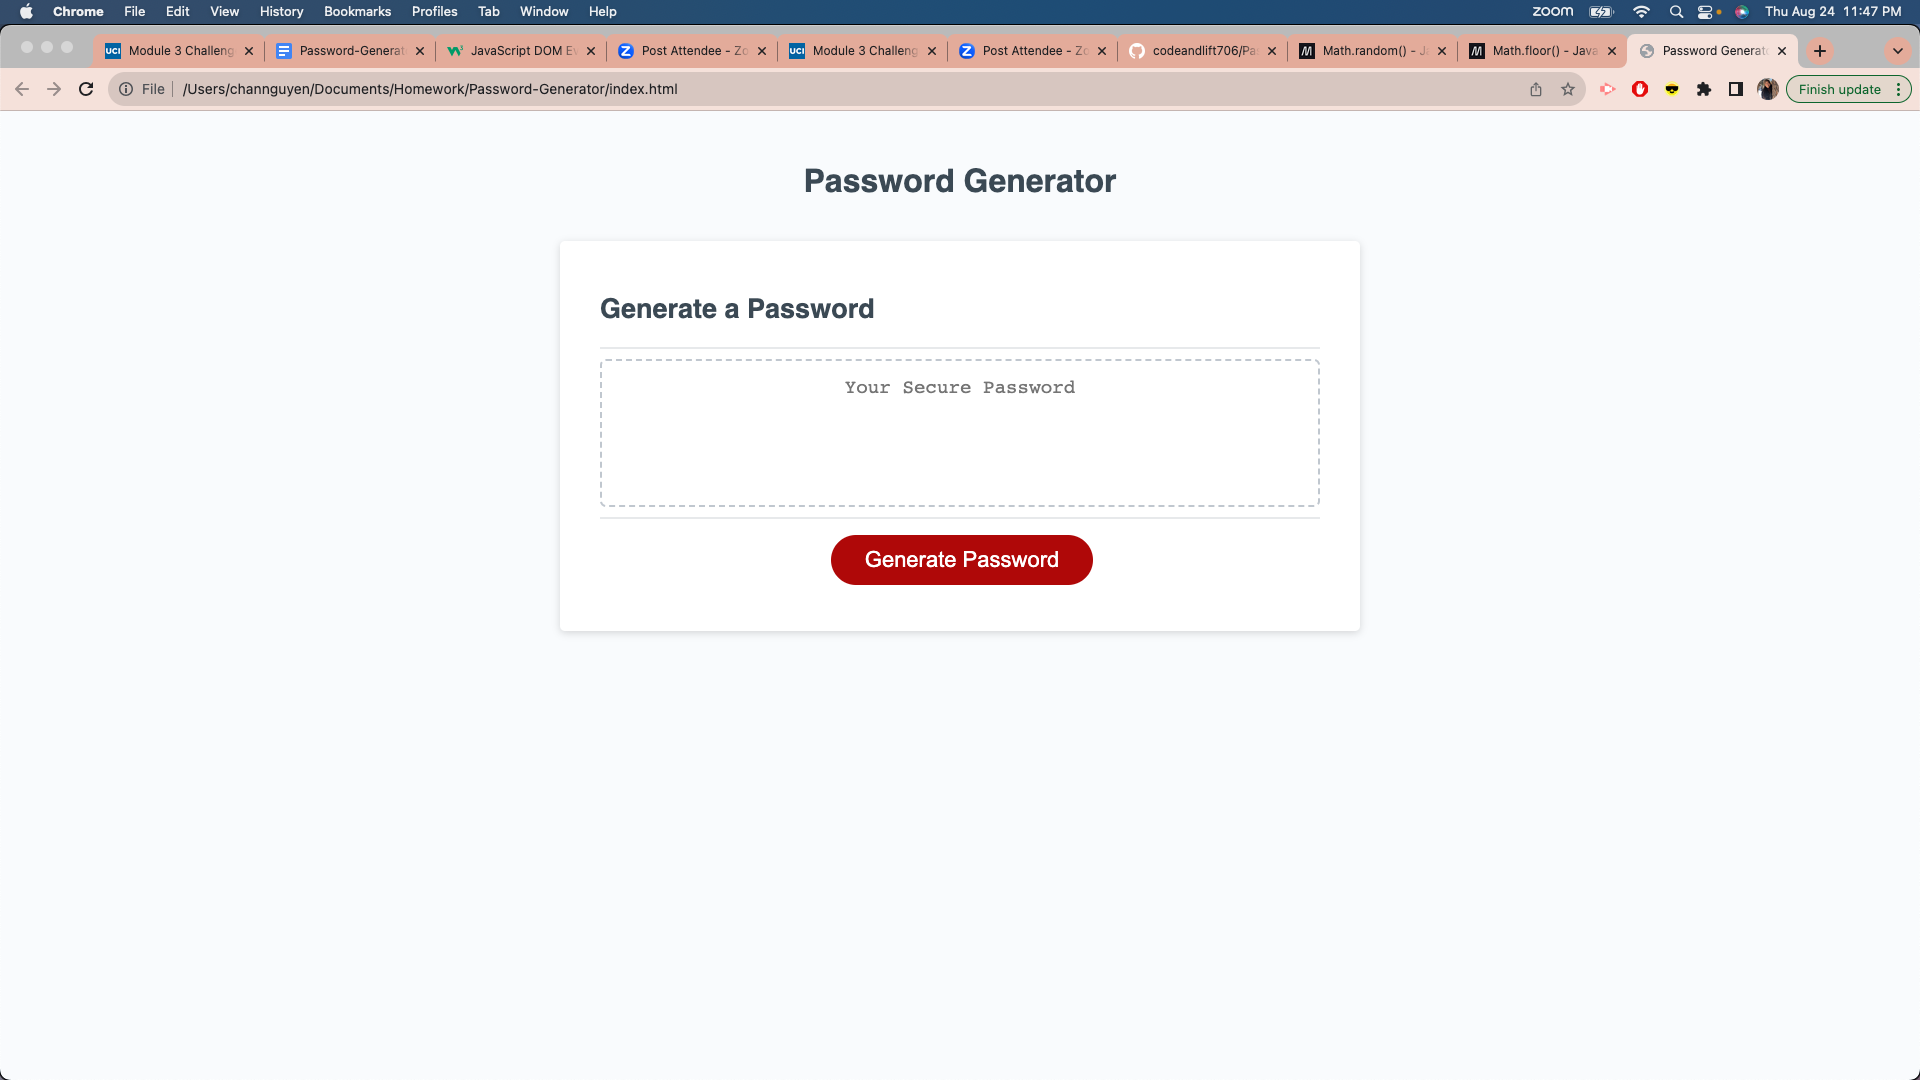 Chrome File Edit View History Bookmarks Profiles Tab Window Help zoom Thu Aug 24 11:47 PM
UCI Module 3 Challeng Password-Generat JavaScript DOM Ev Post Attendee - Zo UCI Module 3 Challeng Post Attendee - Zo codeandlift706/Pa Math.random() - J Math.floor() - Java Password Generat
File /Users/channguyen/Documents/Homework/Password-Generator/index.html Finish update
Password Generator
Generate a Password
Your Secure Password
Generate Password